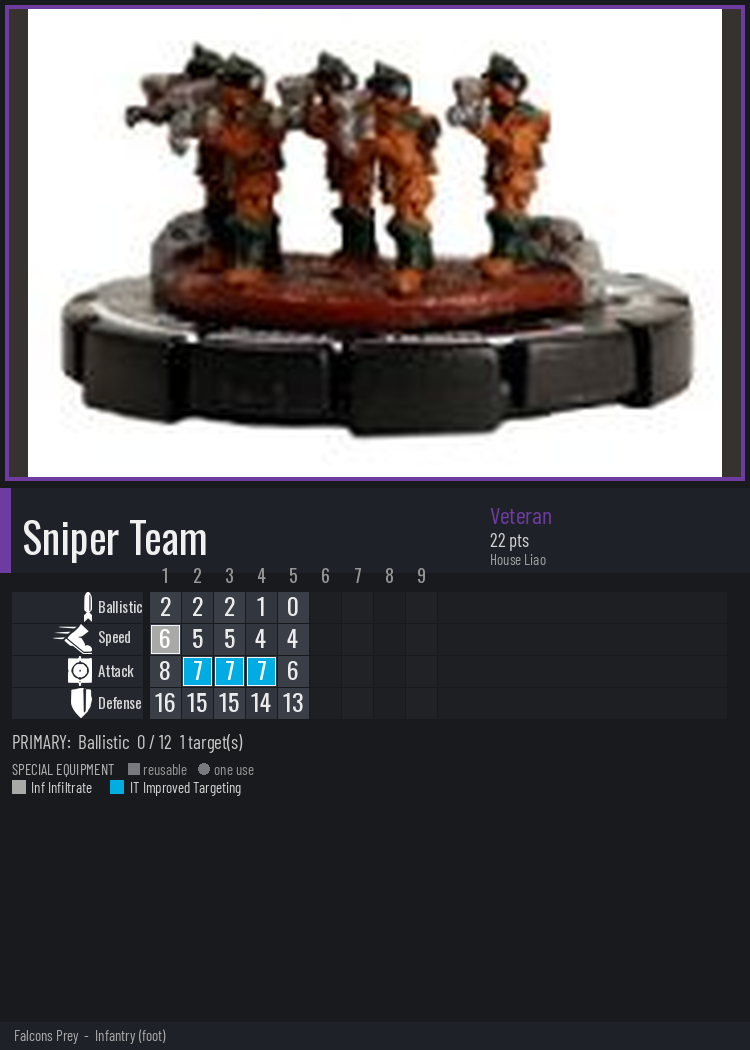 Sniper Team
Veteran
22 pts
House Liao
1 2 3 4 5 6 7 8 9
Ballistic 2 2 2 1 0
Speed 6 5 5 4 4
Attack 8 7 7 7 6
Defense 16 15 15 14 13
PRIMARY: Ballistic 0 / 12 1 target(s)
SPECIAL EQUIPMENT reusable one use
Inf Infiltrate IT Improved Targeting
Falcons Prey - Infantry (foot)